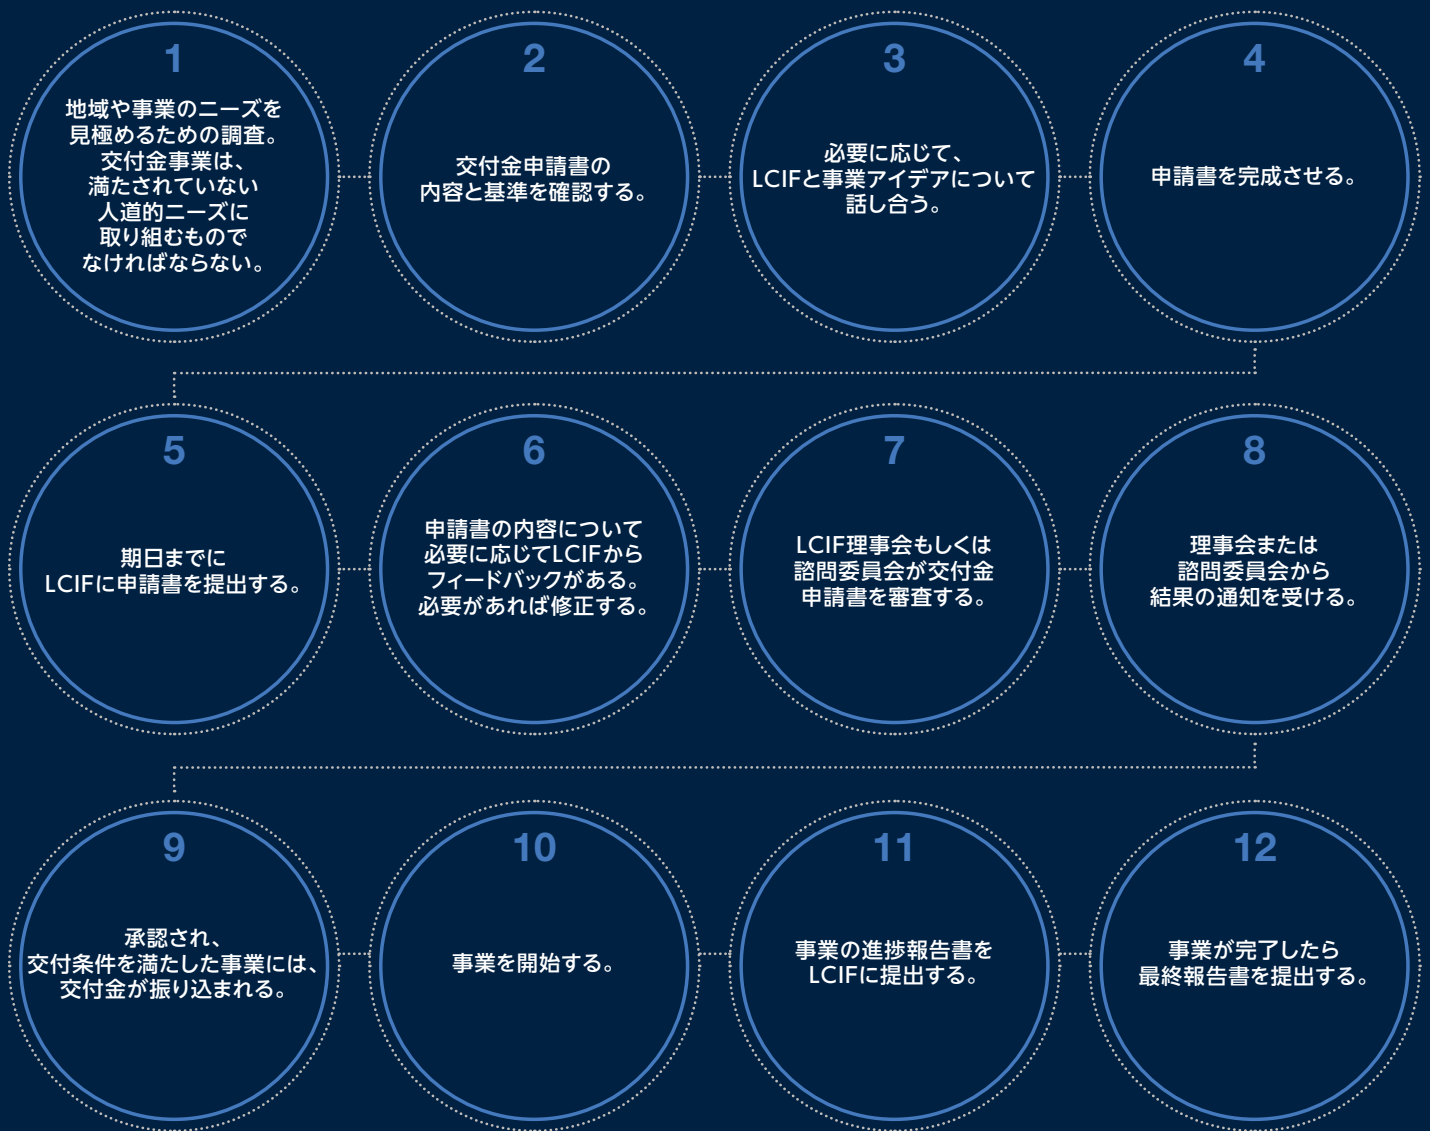 1
地域や事業のニーズを
見極めるための調査。
交付金事業は、
満たされていない
人道的ニーズに
取り組むもので
なければならない。
2
交付金申請書の
内容と基準を確認する。
3
必要に応じて、
LCIFと事業アイデアについて
話し合う。
4
申請書を完成させる。
5
期日までに
LCIFに申請書を提出する。
6
申請書の内容について
必要に応じてLCIFから
フィードバックがある。
必要があれば修正する。
7
LCIF理事会もしくは
諮問委員会が交付金
申請書を審査する。
8
理事会または
諮問委員会から
結果の通知を受ける。
9
承認され、
交付条件を満たした事業には、
交付金が振り込まれる。
10
事業を開始する。
11
事業の進捗報告書を
LCIFに提出する。
12
事業が完了したら
最終報告書を提出する。